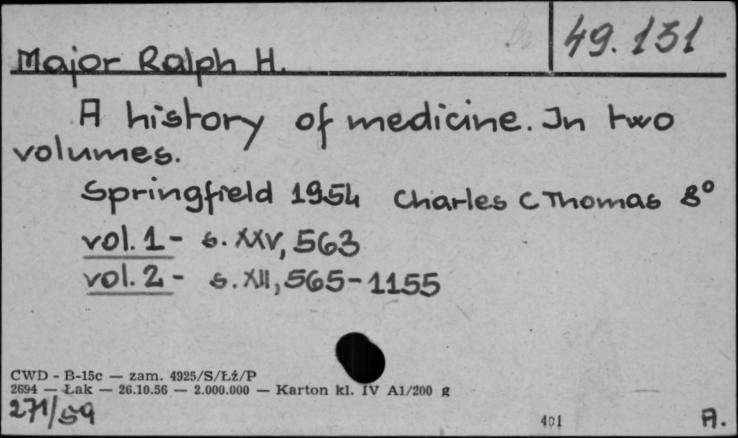 49.131
Major Ralph H.
A history of medicine. In two
volumes.
Springfield 1954 Charles C Thomas 8°
vol. 1 - s. XXV, 563
vol. 2 - s. XII, 565-1155
CWD - B-15c — zam. 4925/S/Łź/P
2694 — Łak — 26.10.56 — 2.000.000 — Karton kl. IV A1/200 g
271/59
401
A.